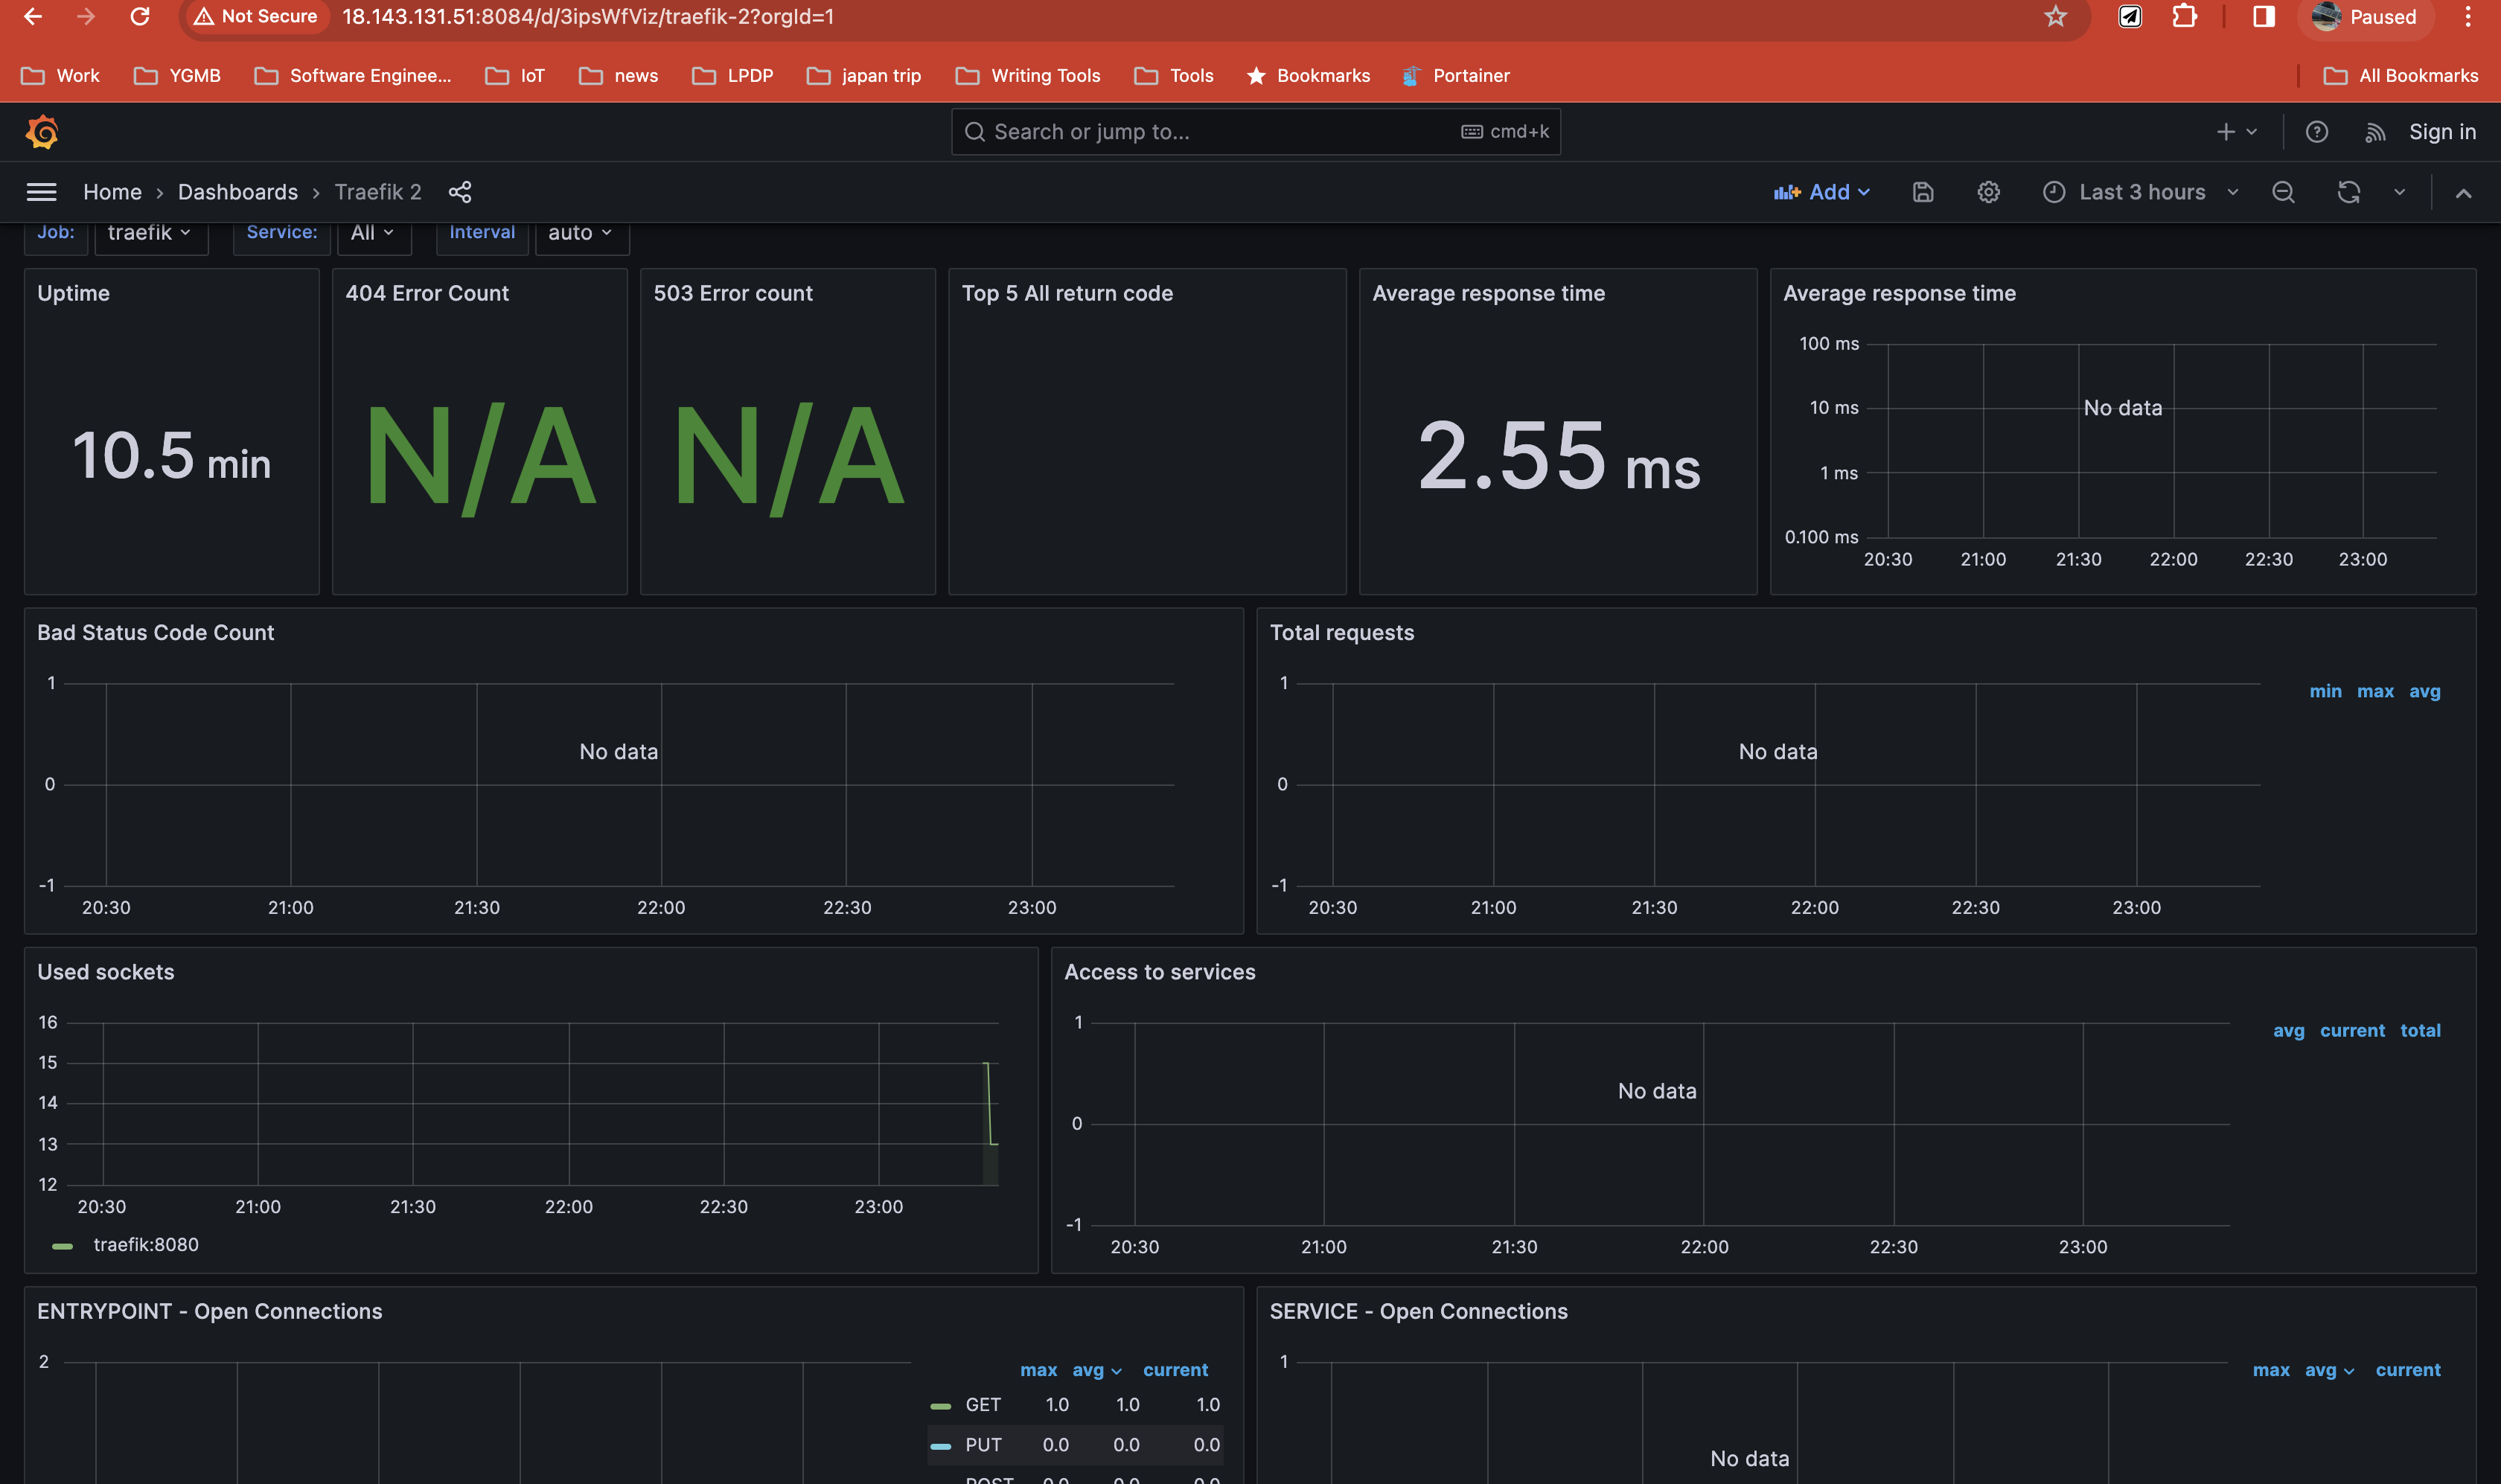 Not Secure 18.143.131.51:8084/d/3ipsWfViz/traefik-2?orgId=1 Paused
Work YGMB Software Enginee... IoT news LPDP japan trip Writing Tools Tools Bookmarks Portainer All Bookmarks
Search or jump to... cmd+k Sign in
Home › Dashboards › Traefik 2 Add Last 3 hours
Job: traefik Service: All Interval auto
Uptime
10.5 min
404 Error Count
N/A
503 Error count
N/A
Top 5 All return code
Average response time
2.55 ms
Average response time
100 ms
10 ms
1 ms
0.100 ms
No data
20:30 21:00 21:30 22:00 22:30 23:00
Bad Status Code Count
1
0
-1
No data
20:30 21:00 21:30 22:00 22:30 23:00
Total requests
1
0
-1
No data
min max avg
20:30 21:00 21:30 22:00 22:30 23:00
Used sockets
16
15
14
13
12
20:30 21:00 21:30 22:00 22:30 23:00
traefik:8080
Access to services
1
0
-1
No data
avg current total
20:30 21:00 21:30 22:00 22:30 23:00
ENTRYPOINT - Open Connections
2
max avg current
GET 1.0 1.0 1.0
PUT 0.0 0.0 0.0
POST 0.0 0.0 0.0
SERVICE - Open Connections
1
No data
max avg current